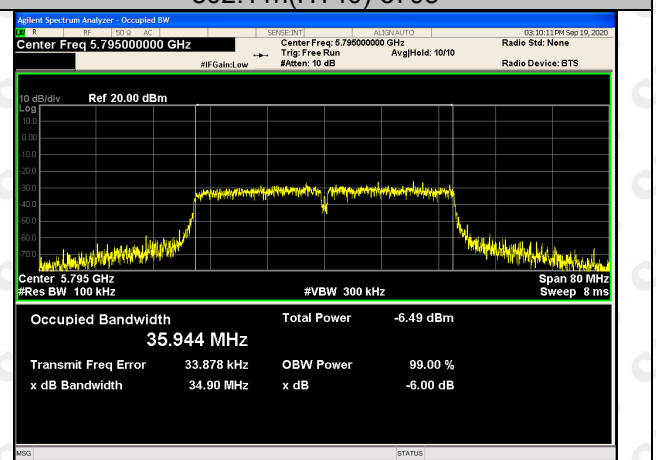 Agilent Spectrum Analyzer - Occupied BW
R RF 50 Ω AC SENSE:INT ALIGN AUTO 03:10:11 PM Sep 19, 2020
Center Freq 5.795000000 GHz Center Freq: 5.795000000 GHz Radio Std: None
Trig: Free Run Avg|Hold: 10/10
#IFGain:Low #Atten: 10 dB Radio Device: BTS
10 dB/div Ref 20.00 dBm
Log
10.0
0.00
-10.0
-20.0
-30.0
-40.0
-50.0
-60.0
-70.0
Center 5.795 GHz Span 80 MHz
#Res BW 100 kHz #VBW 300 kHz Sweep 8 ms
Occupied Bandwidth Total Power -6.49 dBm
35.944 MHz
Transmit Freq Error 33.878 kHz OBW Power 99.00 %
x dB Bandwidth 34.90 MHz x dB -6.00 dB
MSG STATUS